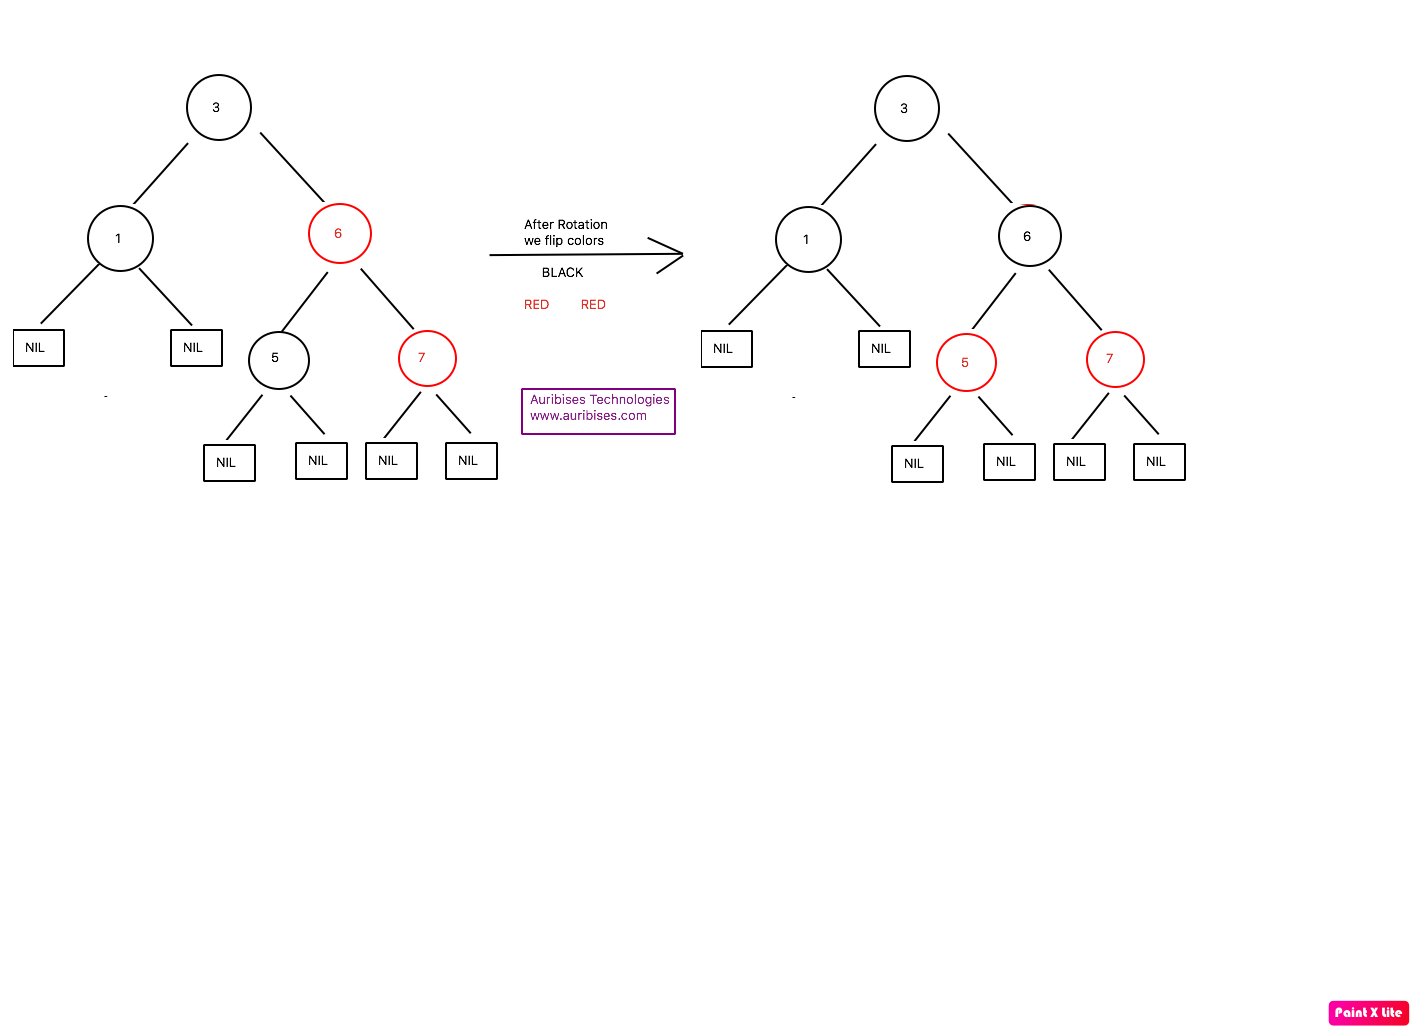 3
1
6
NIL
NIL
5
7
NIL
NIL
NIL
NIL
After Rotation
we flip colors
BLACK
RED RED
Auribises Technologies
www.auribises.com
3
1
6
NIL
NIL
5
7
NIL
NIL
NIL
NIL
Paint X Lite